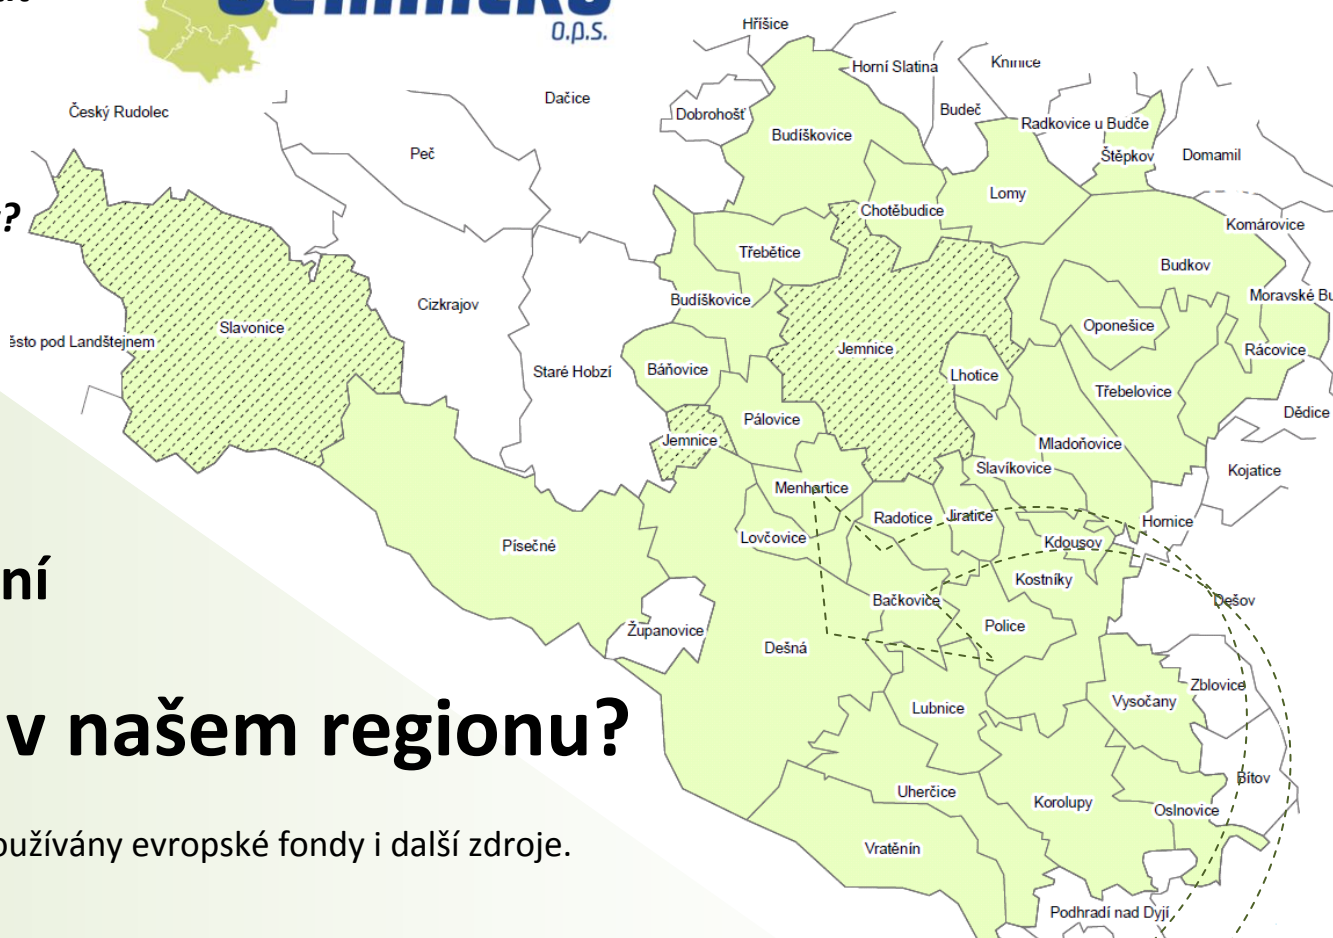 o.p.s.
Hříšice
Horní Slatina
Kninice
Dačice
Český Rudolec
Dobrohošť
Budeč
Radkovice u Budče
Budíškovice
Peč
Štěpkov
Domamil
Lomy
?
Chotěbudice
Komárovice
Třebětice
Budkov
Budíškovice
Cizkrajov
Moravské Bu
Slavonice
Oponešice
ěsto pod Landštejnem
Jemnice
Rácovice
Staré Hobzí
Báňovice
Lhotice
Třebelovice
Dědice
Pálovice
Jemnice
Mladoňovice
Slavíkovice
Kojatice
Menhartice
Radotice
Jiratice
Hornice
Lovčovice
Písečné
Kdousov
Kostníky
ní
Bačkovice
Dešov
Police
Županovice
Dešná
Zblovice
Vysočany
Lubnice
v našem regionu?
Bítov
Uherčice
Korolupy
Oslnovice
oužívány evropské fondy i další zdroje.
Vratěnín
Podhradí nad Dyjí